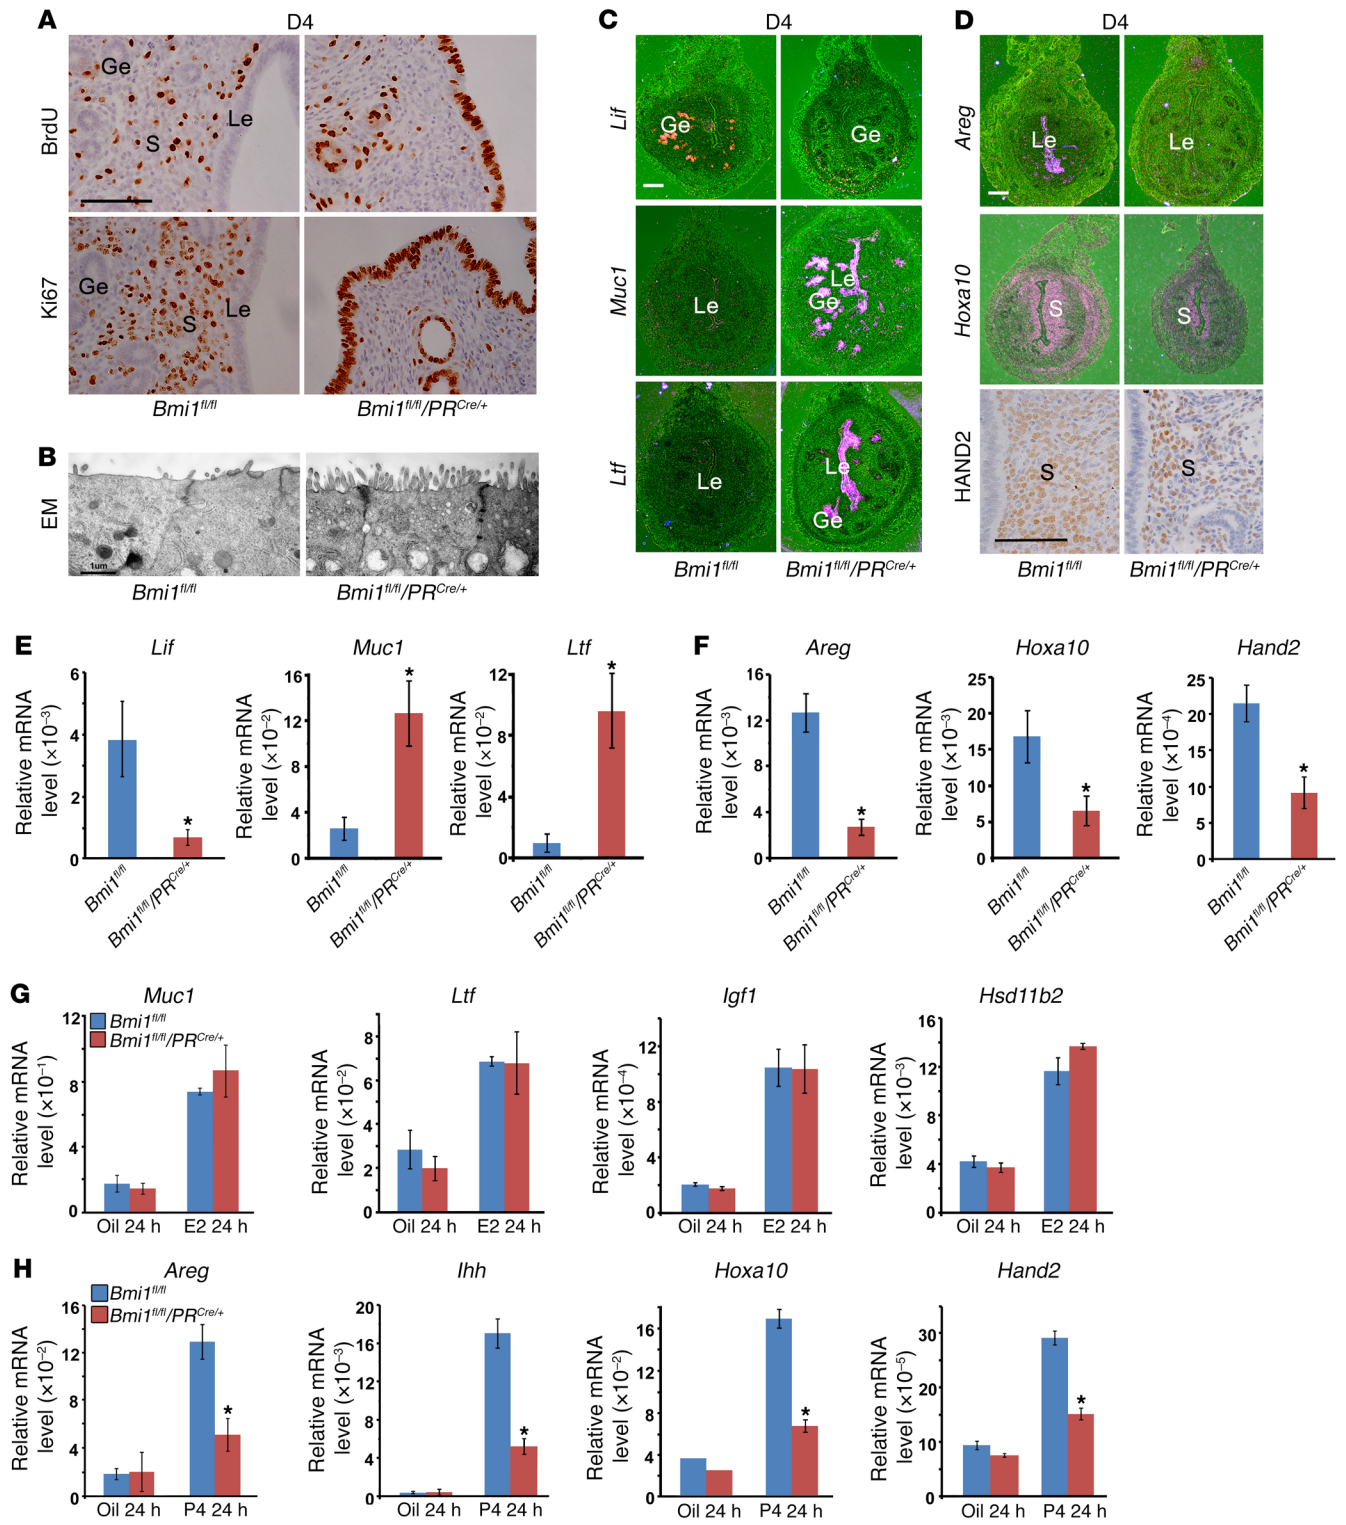 A
D4
BrdU
Ge
S
Le
Ki67
Ge
S
Le
Bmi1fl/fl
Bmi1fl/fl/PRCre/+
B
EM
1um
Bmi1fl/fl
Bmi1fl/fl/PRCre/+
C
D4
Lif
Ge
Ge
Muc1
Le
Le
Ge
Ltf
Le
Le
Ge
Bmi1fl/fl
Bmi1fl/fl/PRCre/+
D
D4
Areg
Le
Le
Hoxa10
S
S
HAND2
S
S
Bmi1fl/fl
Bmi1fl/fl/PRCre/+
E
Lif
Relative mRNA
level (×10−3)
6
4
2
0
*
Bmi1fl/fl
Bmi1fl/fl/PRCre/+
Muc1
Relative mRNA
level (×10−2)
16
12
8
4
0
*
Bmi1fl/fl
Bmi1fl/fl/PRCre/+
Ltf
Relative mRNA
level (×10−2)
12
8
4
0
*
Bmi1fl/fl
Bmi1fl/fl/PRCre/+
F
Areg
Relative mRNA
level (×10−3)
16
12
8
4
0
*
Bmi1fl/fl
Bmi1fl/fl/PRCre/+
Hoxa10
Relative mRNA
level (×10−3)
25
20
15
10
5
0
*
Bmi1fl/fl
Bmi1fl/fl/PRCre/+
Hand2
Relative mRNA
level (×10−4)
25
20
15
10
5
0
*
Bmi1fl/fl
Bmi1fl/fl/PRCre/+
G
Muc1
Bmi1fl/fl
Bmi1fl/fl/PRCre/+
Relative mRNA
level (×10−1)
12
8
4
0
Oil 24 h
E2 24 h
Ltf
Relative mRNA
level (×10−2)
8
6
4
2
0
Oil 24 h
E2 24 h
Igf1
Relative mRNA
level (×10−4)
12
8
4
0
Oil 24 h
E2 24 h
Hsd11b2
Relative mRNA
level (×10−3)
16
12
8
4
0
Oil 24 h
E2 24 h
H
Areg
Bmi1fl/fl
Bmi1fl/fl/PRCre/+
Relative mRNA
level (×10−2)
16
12
8
4
0
*
Oil 24 h
P4 24 h
Ihh
Relative mRNA
level (×10−3)
20
16
12
8
4
0
*
Oil 24 h
P4 24 h
Hoxa10
Relative mRNA
level (×10−2)
16
12
8
4
0
*
Oil 24 h
P4 24 h
Hand2
Relative mRNA
level (×10−5)
30
20
10
0
*
Oil 24 h
P4 24 h